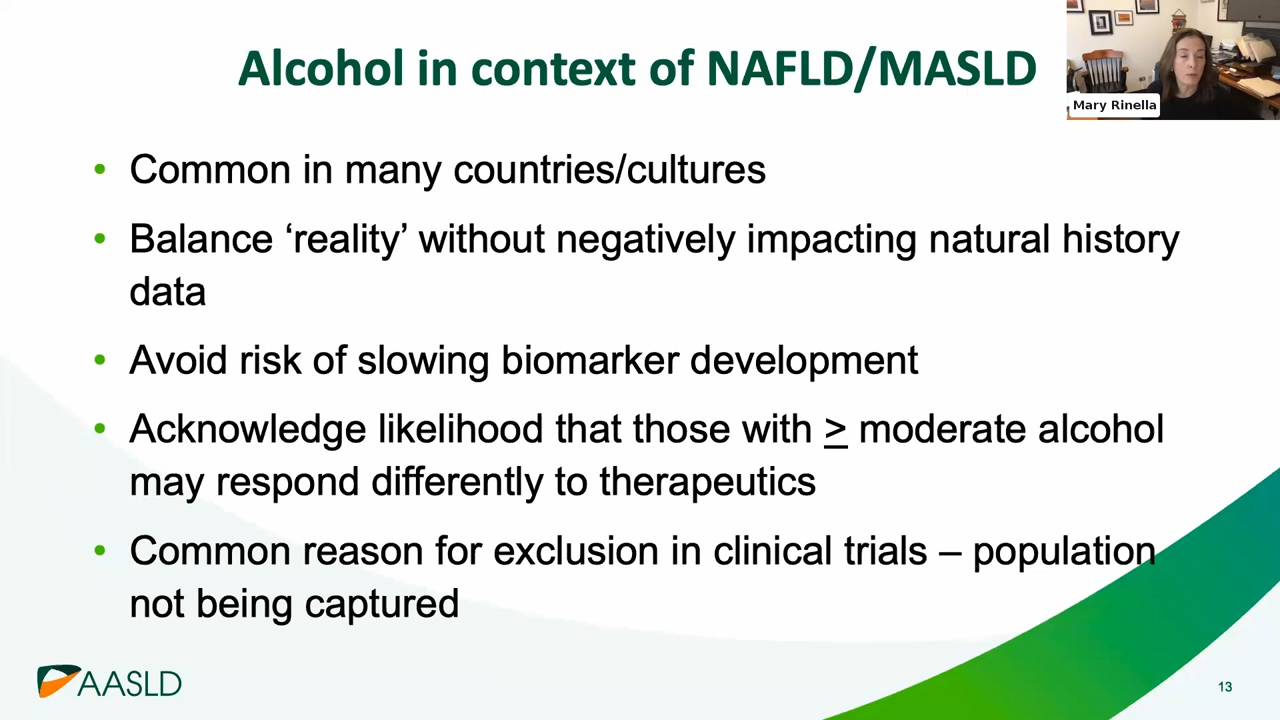 Alcohol in context of NAFLD/MASLD
Mary Rinella
• Common in many countries/cultures
• Balance ‘reality’ without negatively impacting natural history
data
• Avoid risk of slowing biomarker development
• Acknowledge likelihood that those with ≥ moderate alcohol
may respond differently to therapeutics
• Common reason for exclusion in clinical trials – population
not being captured
AASLD
13